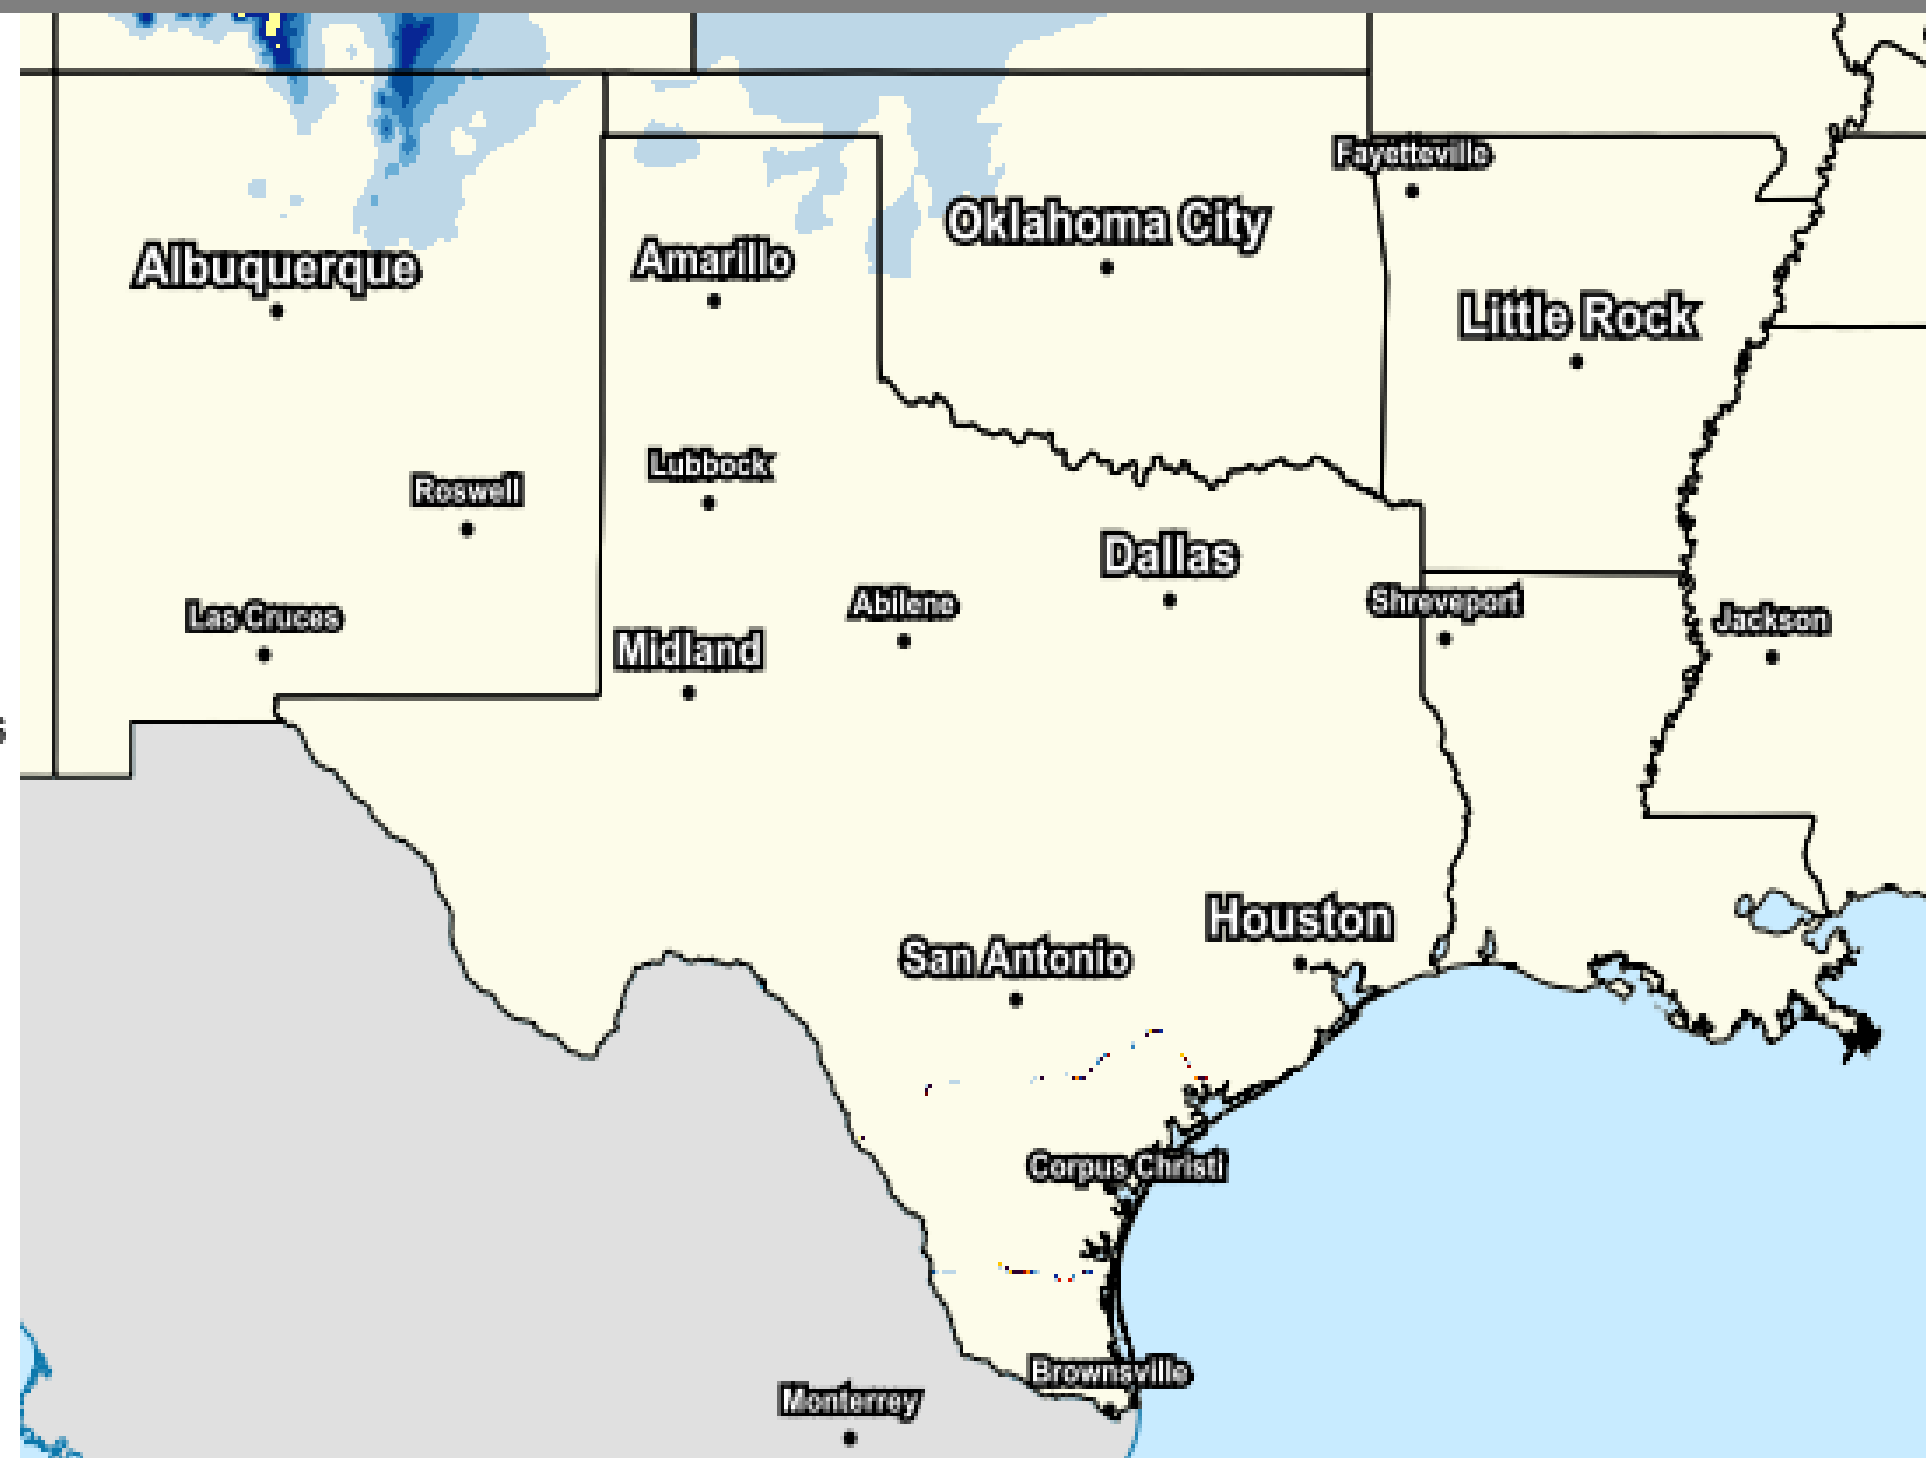 Fayetteville
Oklahoma City
Albuquerque
Amarillo
Little Rock
Lubbock
Roswell
Dallas
Abilene
Shreveport
Las Cruces
Jackson
Midland
Houston
San Antonio
Corpus Christi
Brownsville
Monterrey